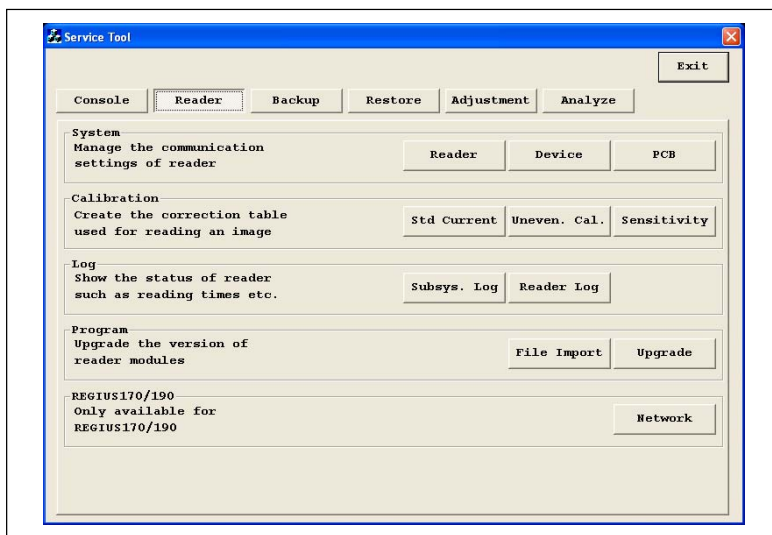 Service Tool
Exit
Console Reader Backup Restore Adjustment Analyze
System
Manage the communication
settings of reader
Reader Device PCB
Calibration
Create the correction table
used for reading an image
Std Current Uneven. Cal. Sensitivity
Log
Show the status of reader
such as reading times etc.
Subsys. Log Reader Log
Program
Upgrade the version of
reader modules
File Import Upgrade
REGIUS170/190
Only available for
REGIUS170/190
Network